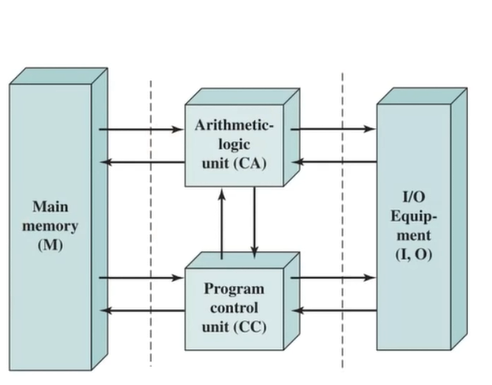 Main
memory
(M)
Arithmetic-
logic
unit (CA)
Program
control
unit (CC)
I/O
Equip-
ment
(I, O)